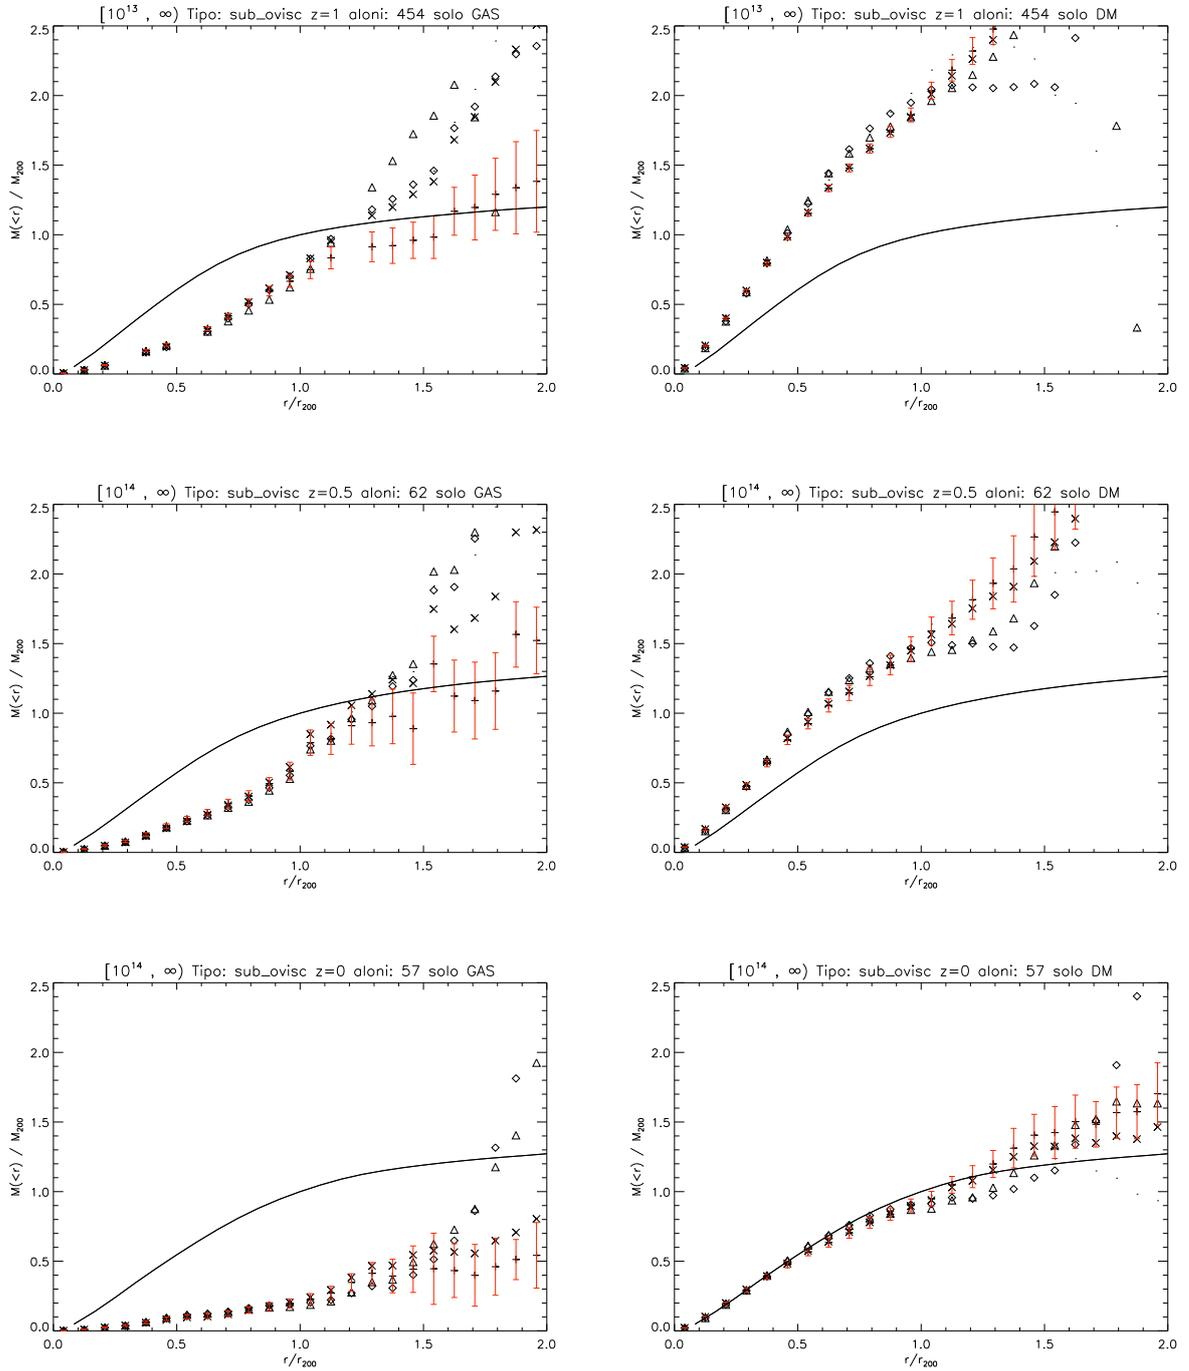 [10¹³ , ∞) Tipo: sub_ovisc z=1 aloni: 454 solo GAS
2.5
2.0
1.5
1.0
0.5
0.0
M(<r) / M₂₀₀
0.0 0.5 1.0 1.5 2.0
r/r₂₀₀
[10¹³ , ∞) Tipo: sub_ovisc z=1 aloni: 454 solo DM
2.5
2.0
1.5
1.0
0.5
0.0
M(<r) / M₂₀₀
0.0 0.5 1.0 1.5 2.0
r/r₂₀₀
[10¹⁴ , ∞) Tipo: sub_ovisc z=0.5 aloni: 62 solo GAS
2.5
2.0
1.5
1.0
0.5
0.0
M(<r) / M₂₀₀
0.0 0.5 1.0 1.5 2.0
r/r₂₀₀
[10¹⁴ , ∞) Tipo: sub_ovisc z=0.5 aloni: 62 solo DM
2.5
2.0
1.5
1.0
0.5
0.0
M(<r) / M₂₀₀
0.0 0.5 1.0 1.5 2.0
r/r₂₀₀
[10¹⁴ , ∞) Tipo: sub_ovisc z=0 aloni: 57 solo GAS
2.5
2.0
1.5
1.0
0.5
0.0
M(<r) / M₂₀₀
0.0 0.5 1.0 1.5 2.0
r/r₂₀₀
[10¹⁴ , ∞) Tipo: sub_ovisc z=0 aloni: 57 solo DM
2.5
2.0
1.5
1.0
0.5
0.0
M(<r) / M₂₀₀
0.0 0.5 1.0 1.5 2.0
r/r₂₀₀